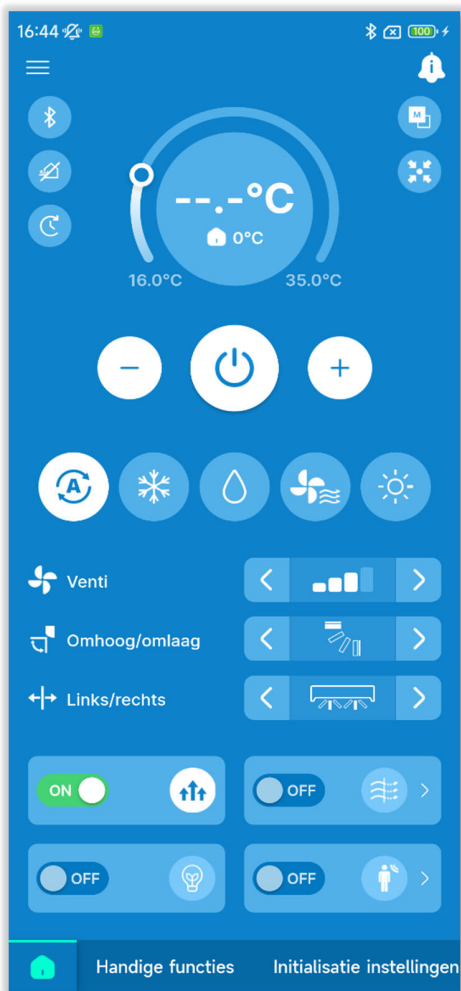 16:44
100
i
M
--.-°C
0°C
16.0°C
35.0°C
A
Venti
Omhoog/omlaag
Links/rechts
ON
OFF
OFF
OFF
Handige functies
Initialisatie instellingen